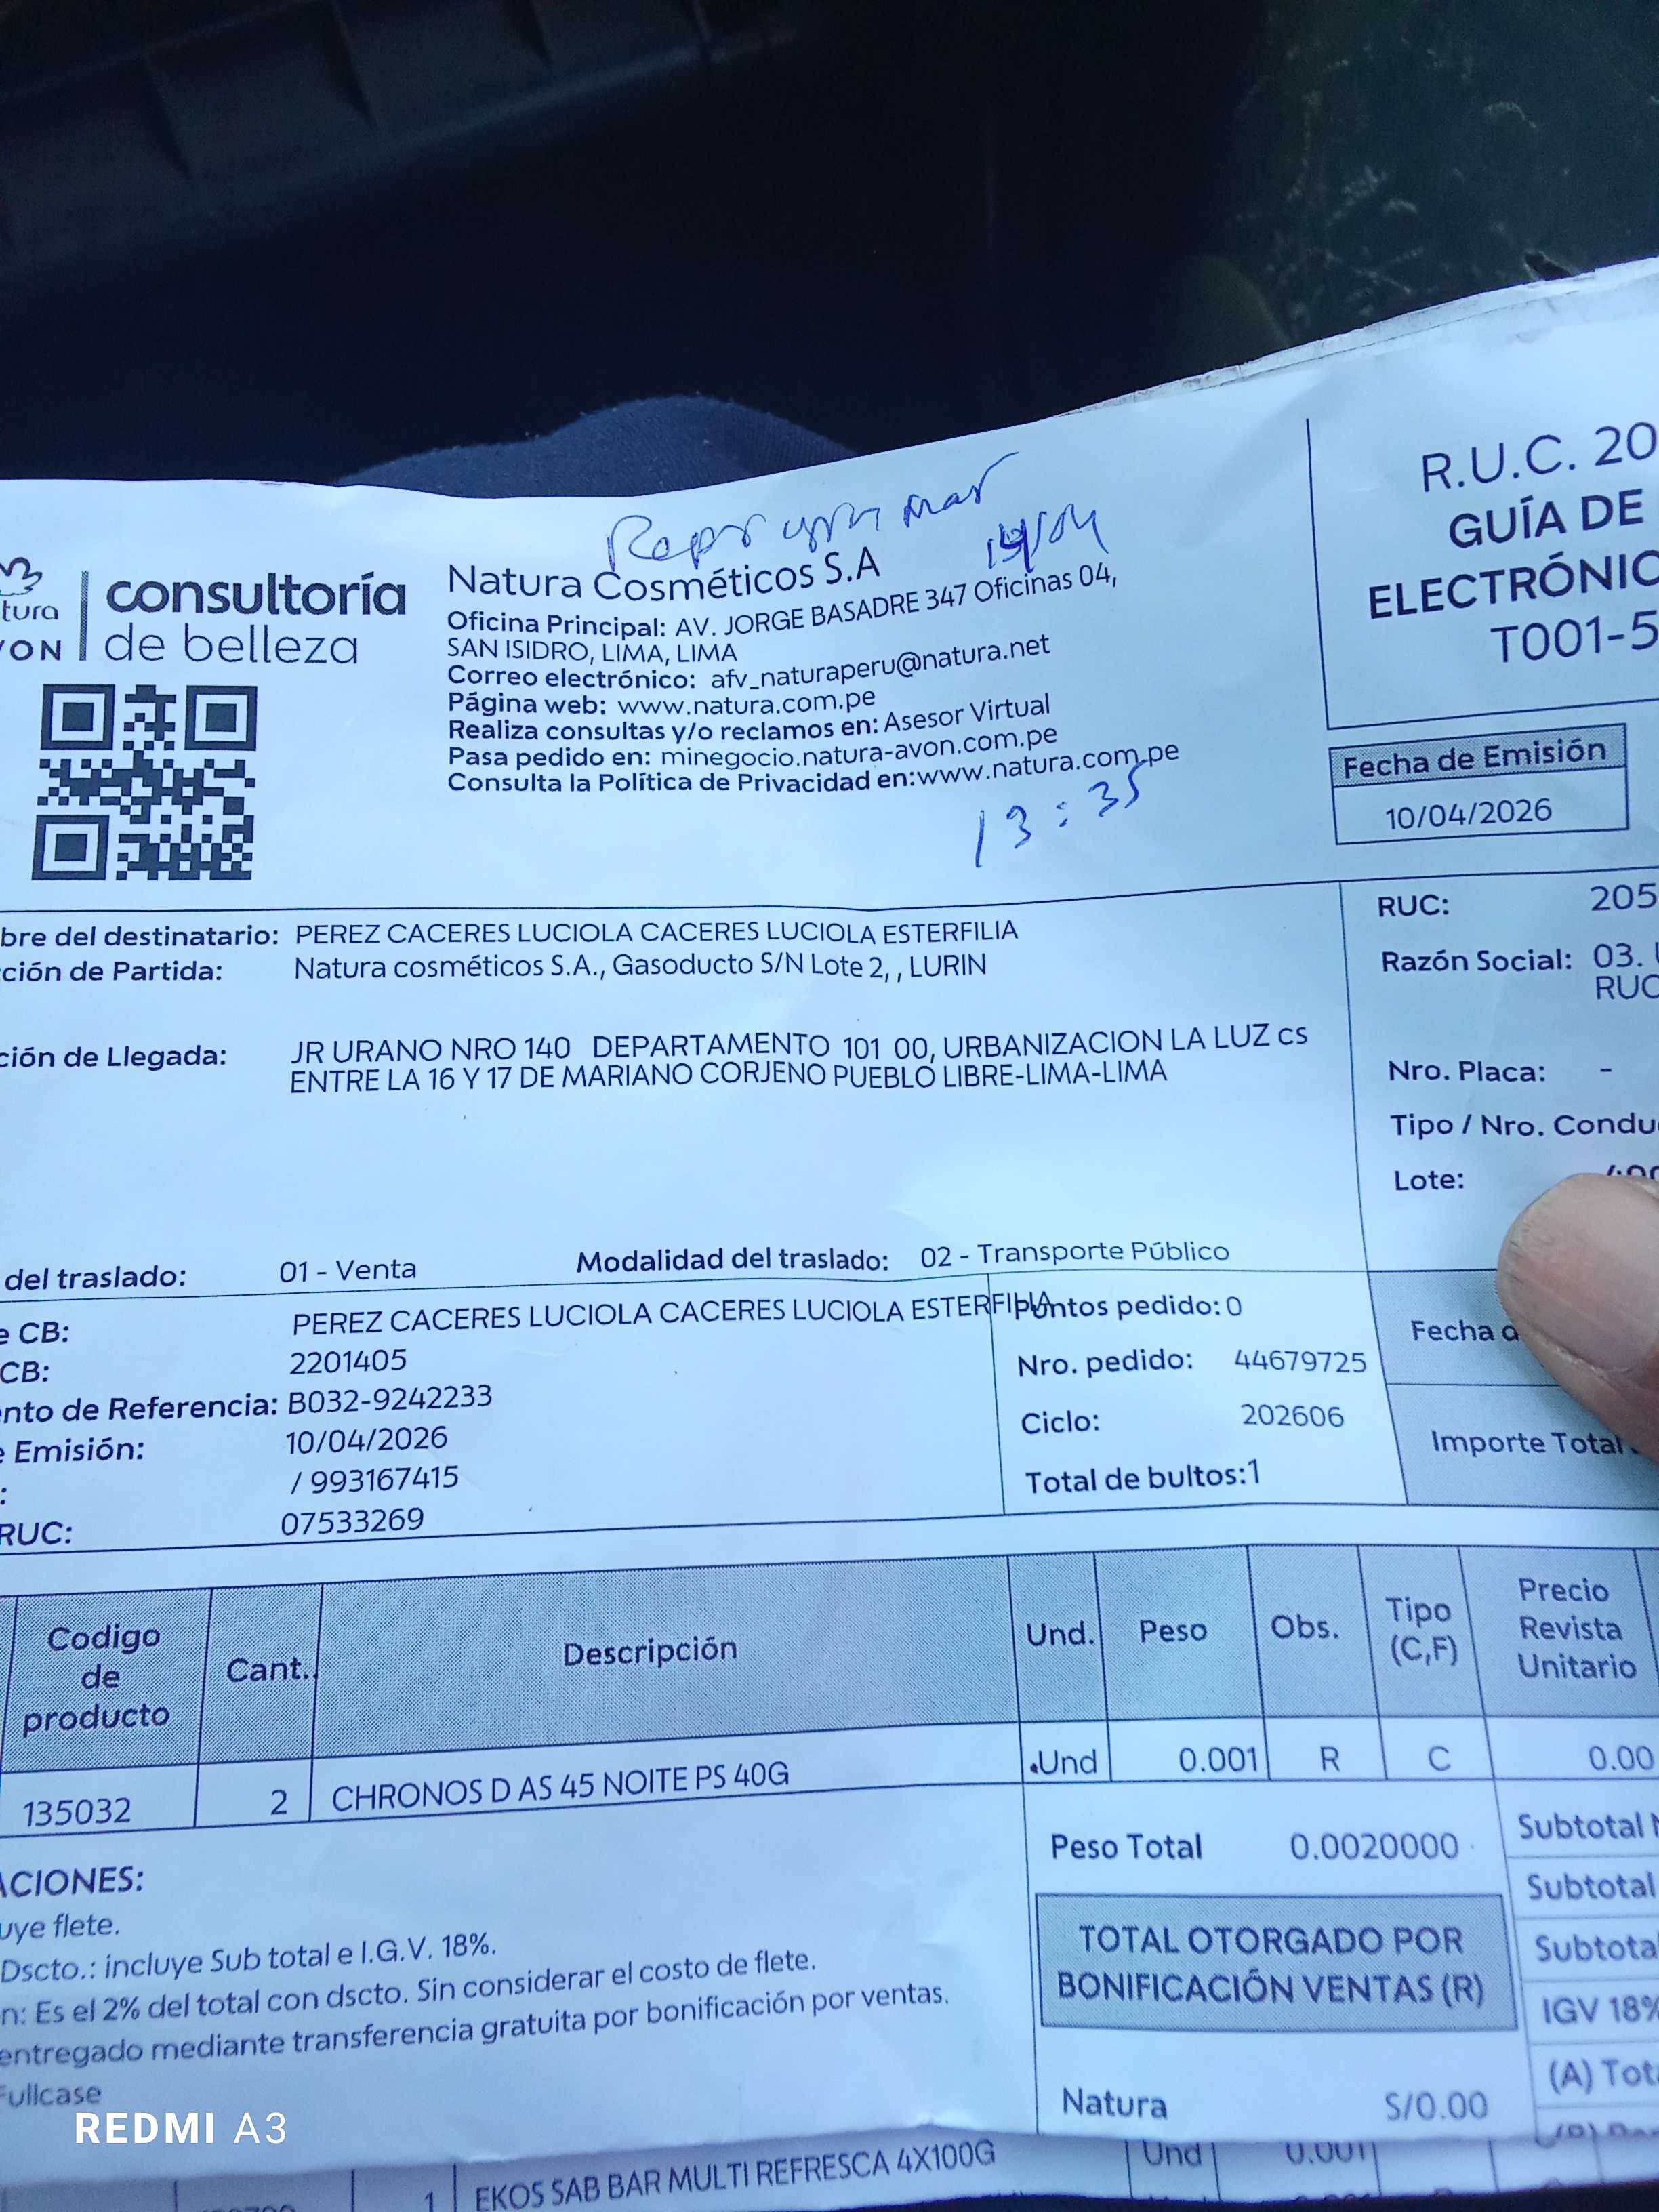 14/04
R.U.C. 20
GUÍA DE
ELECTRÓNIC
T001-5
tura
VON
consultoría
de belleza
Natura Cosméticos S.A
Oficina Principal: AV. JORGE BASADRE 347 Oficinas 04,
SAN ISIDRO, LIMA, LIMA
Correo electrónico: afv_naturaperu@natura.net
Página web: www.natura.com.pe
Realiza consultas y/o reclamos en: Asesor Virtual
Pasa pedido en: minegocio.natura-avon.com.pe
Consulta la Política de Privacidad en:www.natura.com.pe
13:35
Fecha de Emisión
10/04/2026
bre del destinatario: PEREZ CACERES LUCIOLA CACERES LUCIOLA ESTERFILIA
ción de Partida: Natura cosméticos S.A., Gasoducto S/N Lote 2, , LURIN
ción de Llegada: JR URANO NRO 140 DEPARTAMENTO 101 00, URBANIZACION LA LUZ cs
ENTRE LA 16 Y 17 DE MARIANO CORJENO PUEBLO LIBRE-LIMA-LIMA
RUC: 205
Razón Social: 03.
RUC
Nro. Placa: -
Tipo / Nro. Condu
Lote:
del traslado: 01 - Venta Modalidad del traslado: 02 - Transporte Público
e CB: PEREZ CACERES LUCIOLA CACERES LUCIOLA ESTERFILIA
CB: 2201405
nto de Referencia: B032-9242233
e Emisión: 10/04/2026
: / 993167415
RUC: 07533269
Puntos pedido: 0
Nro. pedido: 44679725
Ciclo: 202606
Total de bultos:1
Fecha
Importe Total
Codigo de producto Cant. Descripción Und. Peso Obs. Tipo (C,F) Precio Revista Unitario
135032 2 CHRONOS D AS 45 NOITE PS 40G Und 0.001 R C 0.00
Peso Total 0.0020000
TOTAL OTORGADO POR
BONIFICACIÓN VENTAS (R)
Natura S/0.00
Subtotal
Subtotal
Subtota
IGV 18%
(A) Tot
ACIONES:
uye flete.
Dscto.: incluye Sub total e I.G.V. 18%.
n: Es el 2% del total con dscto. Sin considerar el costo de flete.
entregado mediante transferencia gratuita por bonificación por ventas.
Fullcase
REDMI A3
1 EKOS SAB BAR MULTI REFRESCA 4X100G Und 0.001